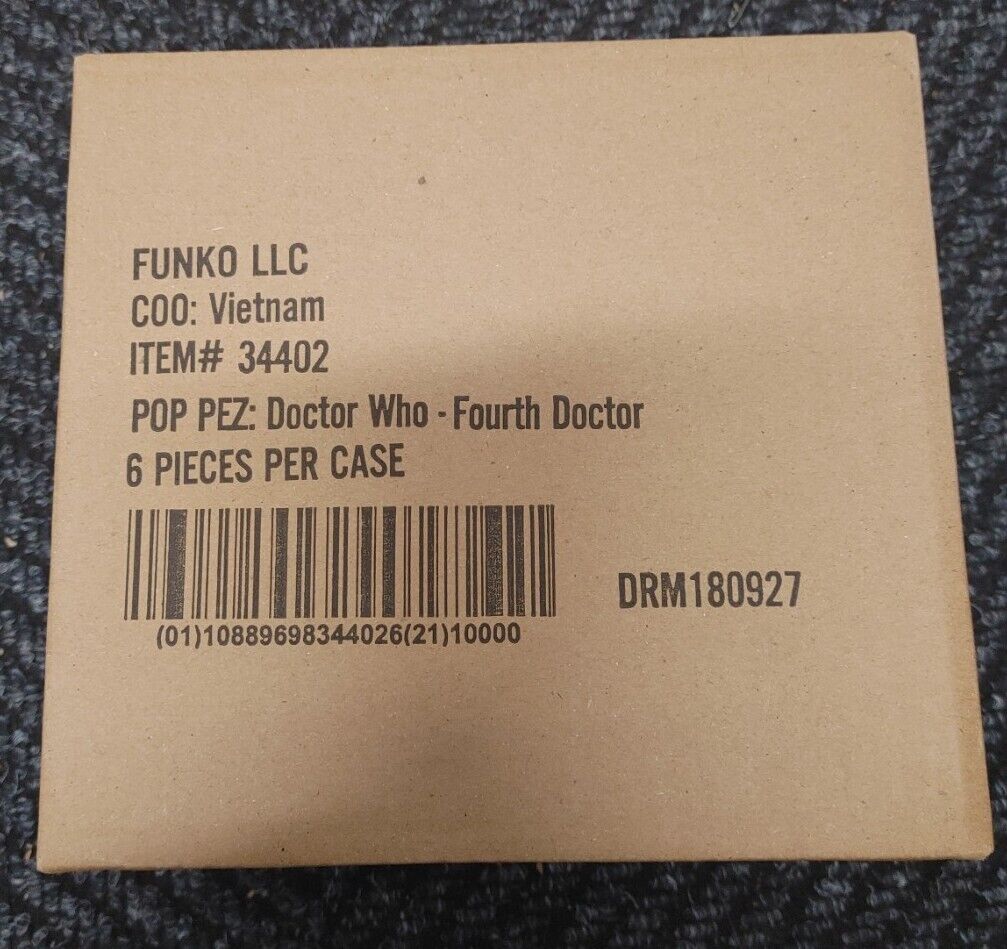 FUNKO LLC
COO: Vietnam
ITEM# 34402
POP PEZ: Doctor Who - Fourth Doctor
6 PIECES PER CASE
(01)10889698344026(21)10000
DRM180927